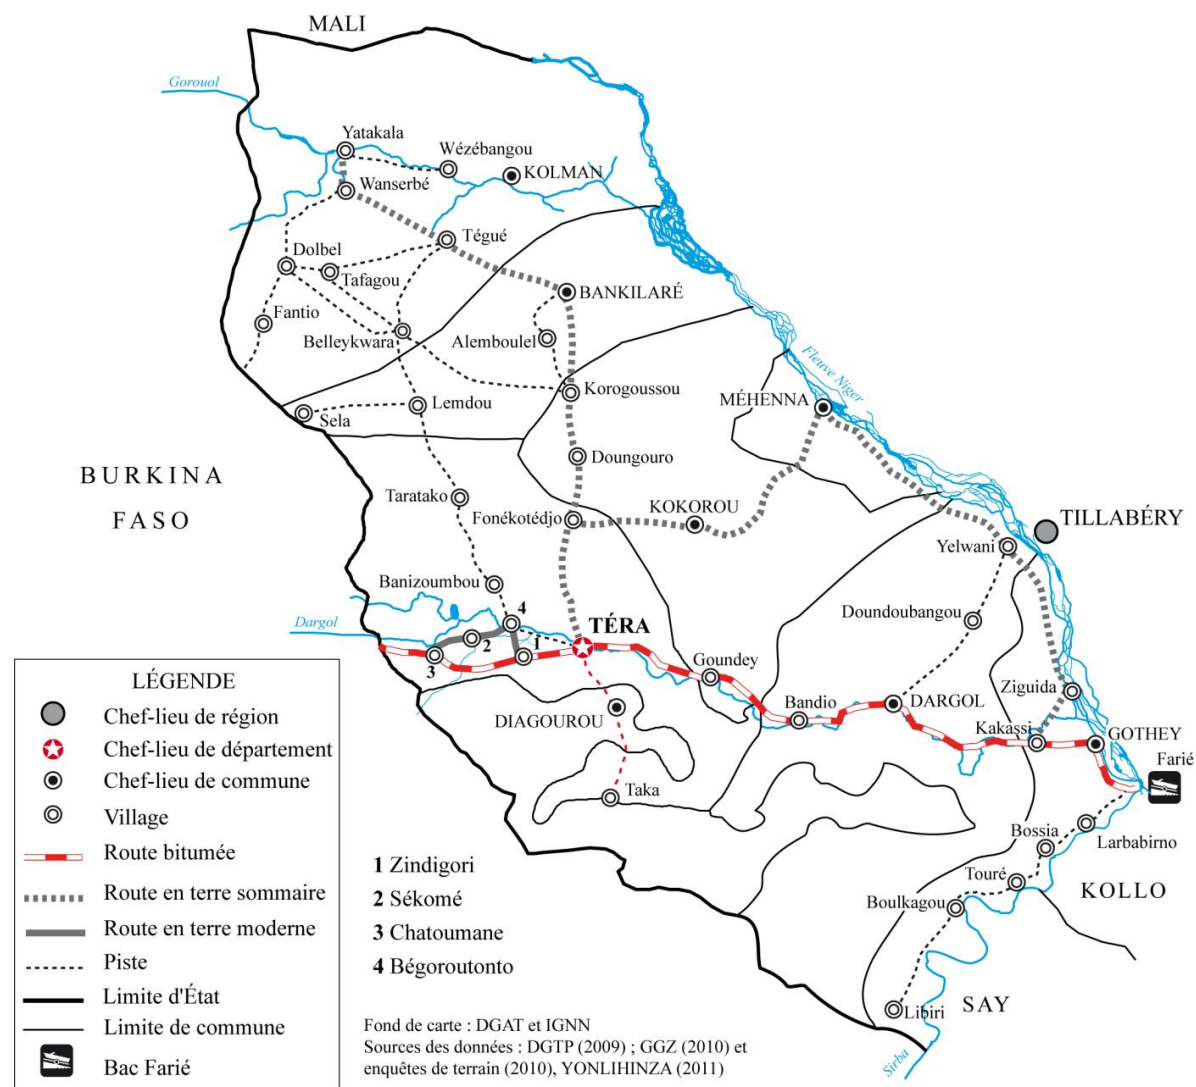 MALI
Gorouol
Yatakala
Wézébangou
KOLMAN
Wanserbé
Tégué
Dolbel
Tafagou
BANKILARÉ
Fantio
Belleykwara
Alemboulel
Fleuve Niger
Korogoussou
MÉHENNA
Lemdou
Sela
BURKINA
FASO
Doungouro
Taratako
Fonékotédjo
KOKOROU
TILLABÉRY
Yelwani
Banizoumbou
Doundoubangou
Dargol
4
TÉRA
2
1
3
Goundey
Ziguida
DIAGOUROU
Bandio
DARGOL
Kakassi
GOTHEY
Farié
Taka
Larbabirno
Bossia
Touré
KOLLO
Boulkagou
SAY
Libiri
Sirba
LÉGENDE
Chef-lieu de région
Chef-lieu de département
Chef-lieu de commune
Village
Route bitumée
Route en terre sommaire
Route en terre moderne
Piste
Limite d'État
Limite de commune
Bac Farié
1 Zindigori
2 Sékomé
3 Chatoumane
4 Bégoroutonto
Fond de carte : DGAT et IGNN
Sources des données : DGTP (2009) ; GGZ (2010) et
enquêtes de terrain (2010), YONLIHINZA (2011)